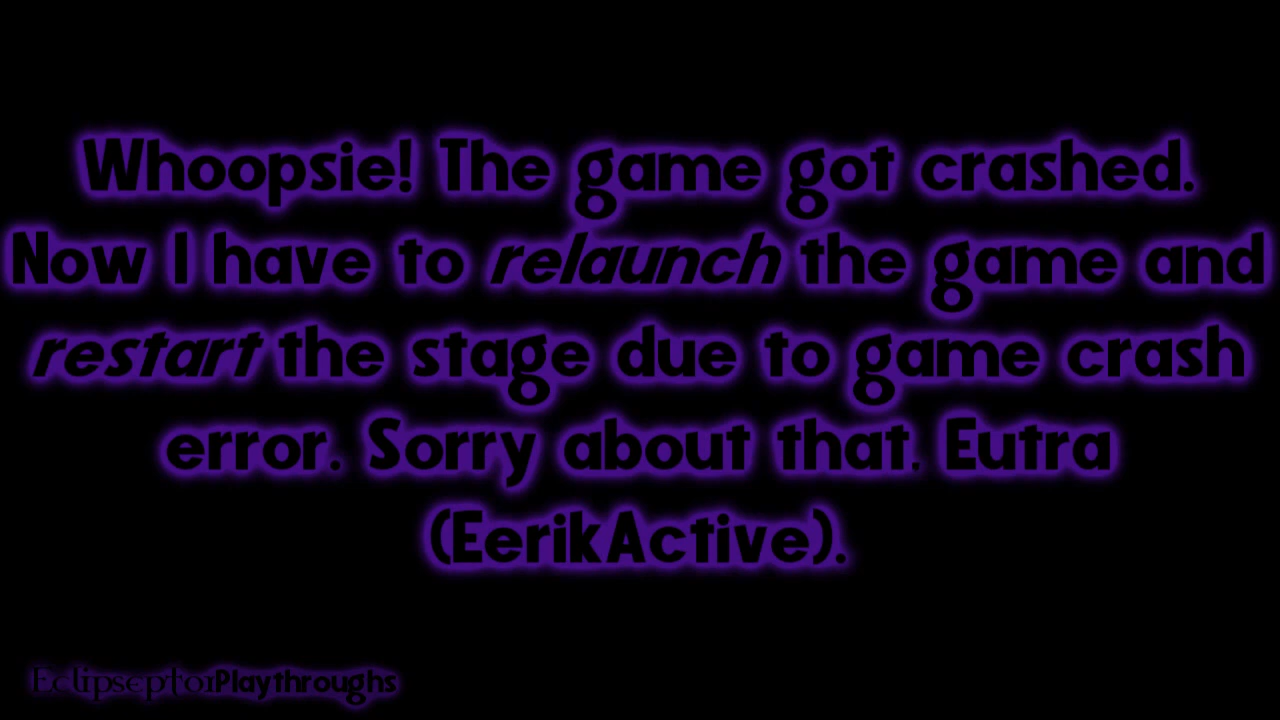 Whoopsie! The game got crashed.
Now I have to relaunch the game and
restart the stage due to game crash
error. Sorry about that. Eutra
(EerikActive).
EclipseptorPlaythroughs